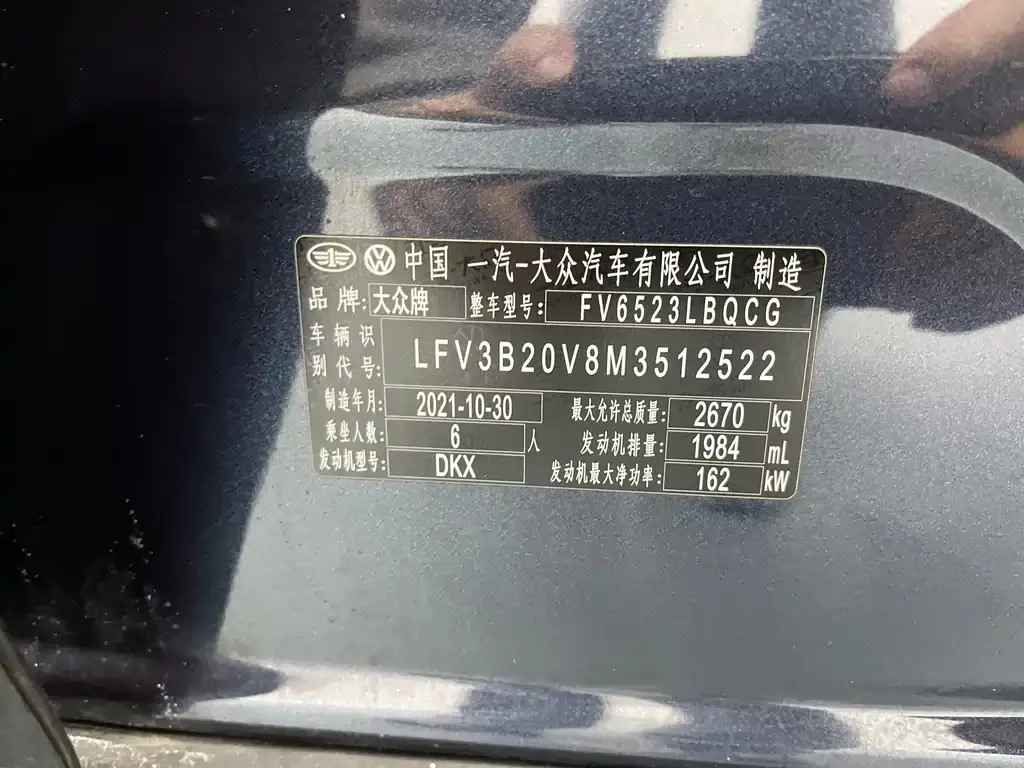 中国 一汽-大众汽车有限公司 制造
品牌: 大众牌 整车型号: FV6523LBQCG
车辆识别代号: LFV3B20V8M3512522
制造年月: 2021-10-30 最大允许总质量: 2670 kg
乘坐人数: 6 人 发动机排量: 1984 mL
发动机型号: DKX 发动机最大净功率: 162 kW